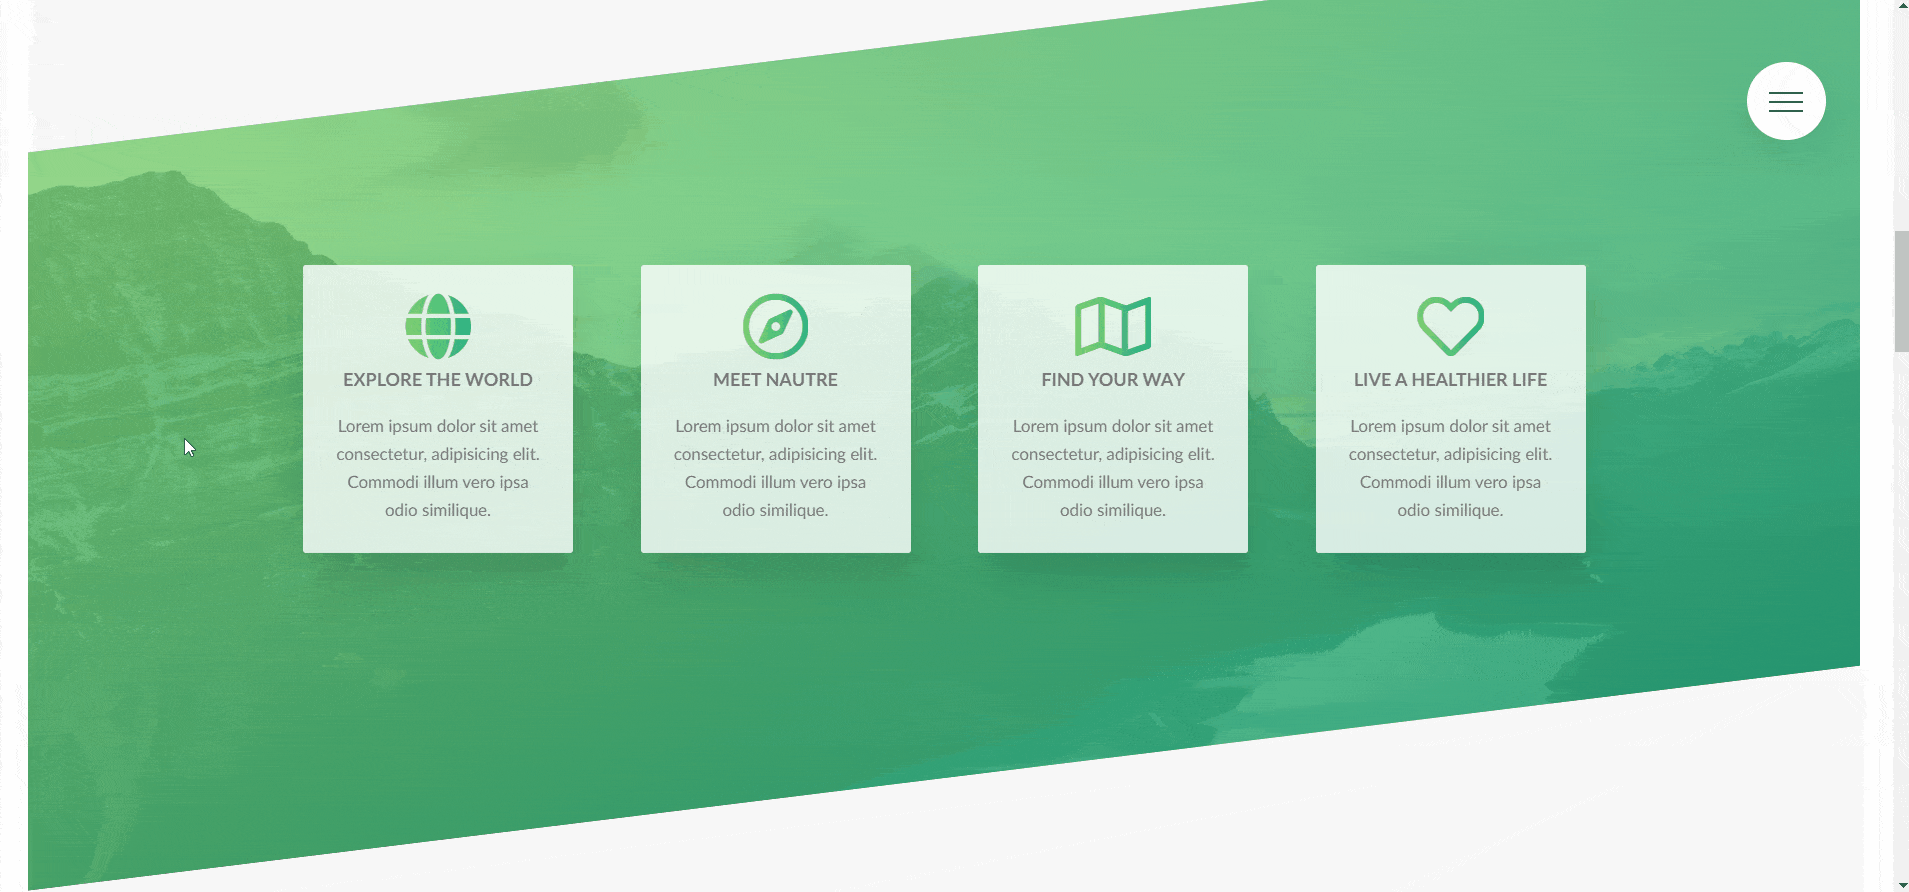 EXPLORE THE WORLD
Lorem ipsum dolor sit amet
consectetur, adipisicing elit.
Commodi illum vero ipsa
odio similique.
MEET NAUTRE
Lorem ipsum dolor sit amet
consectetur, adipisicing elit.
Commodi illum vero ipsa
odio similique.
FIND YOUR WAY
Lorem ipsum dolor sit amet
consectetur, adipisicing elit.
Commodi illum vero ipsa
odio similique.
LIVE A HEALTHIER LIFE
Lorem ipsum dolor sit amet
consectetur, adipisicing elit.
Commodi illum vero ipsa
odio similique.